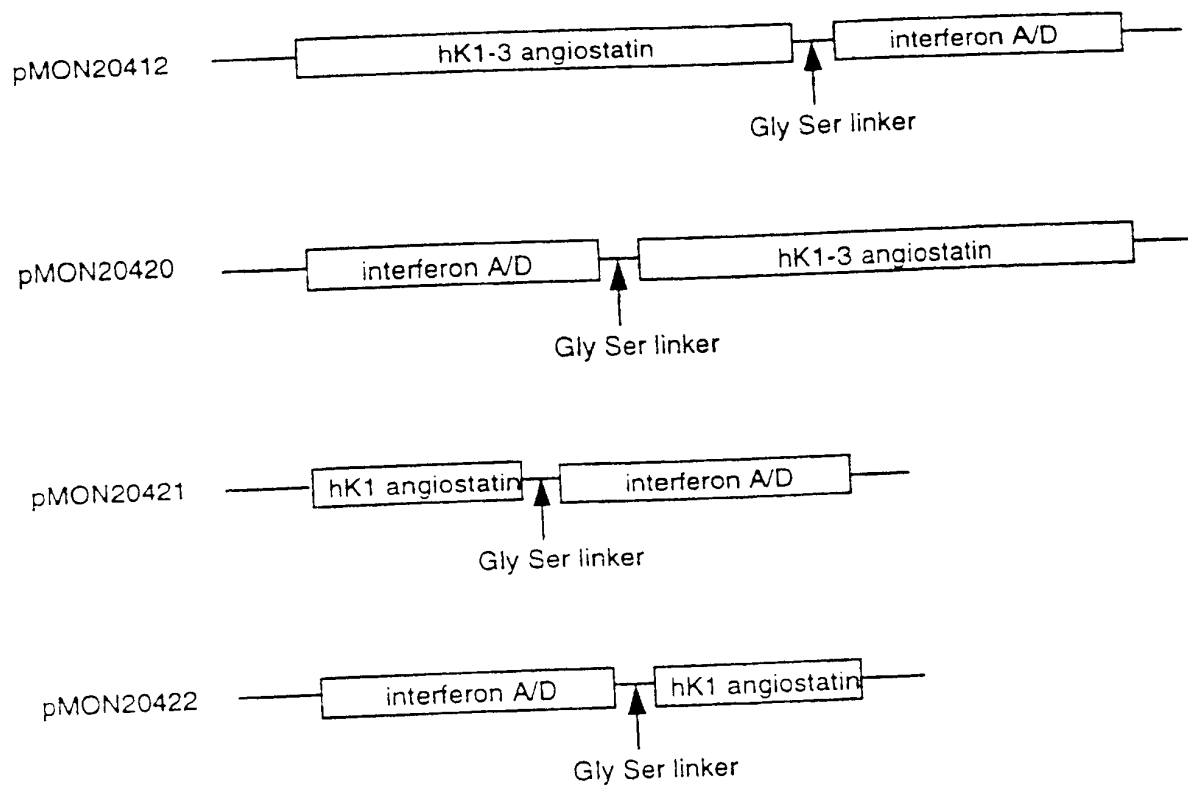 pMON20412
hK1-3 angiostatin
interferon A/D
Gly Ser linker
pMON20420
interferon A/D
hK1-3 angiostatin
Gly Ser linker
pMON20421
hK1 angiostatin
interferon A/D
Gly Ser linker
pMON20422
interferon A/D
hK1 angiostatin
Gly Ser linker